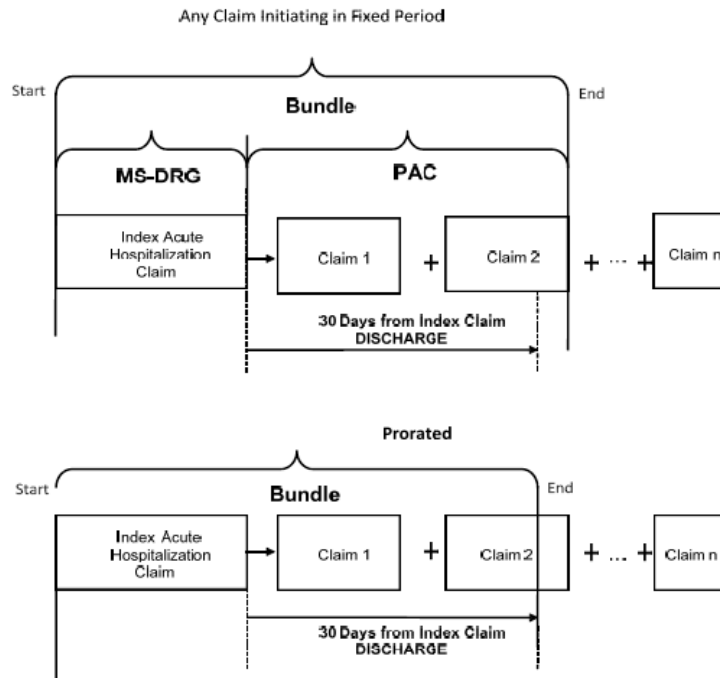 Any Claim Initiating in Fixed Period
Start
End
Bundle
MS-DRG
PAC
Index Acute
Hospitalization
Claim
Claim 1
+
Claim 2
+ ... +
Claim n
30 Days from Index Claim
DISCHARGE
Prorated
Start
End
Bundle
Index Acute
Hospitalization
Claim
Claim 1
+
Claim 2
+ ... +
Claim n
30 Days from Index Claim
DISCHARGE